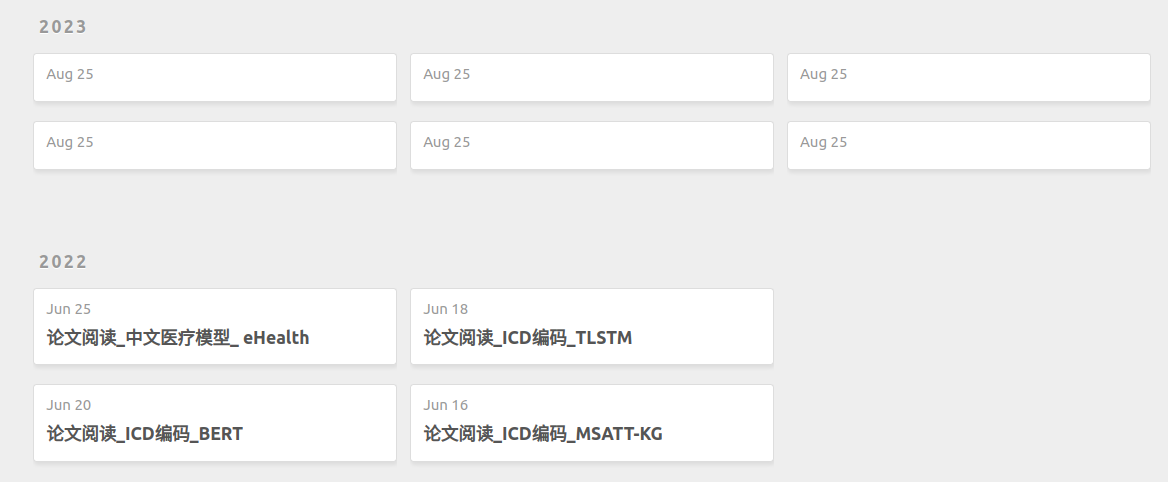 2023
Aug 25
Aug 25
Aug 25
Aug 25
Aug 25
Aug 25
2022
Jun 25
论文阅读_中文医疗模型_ eHealth
Jun 18
论文阅读_ICD编码_TLSTM
Jun 20
论文阅读_ICD编码_BERT
Jun 16
论文阅读_ICD编码_MSATT-KG